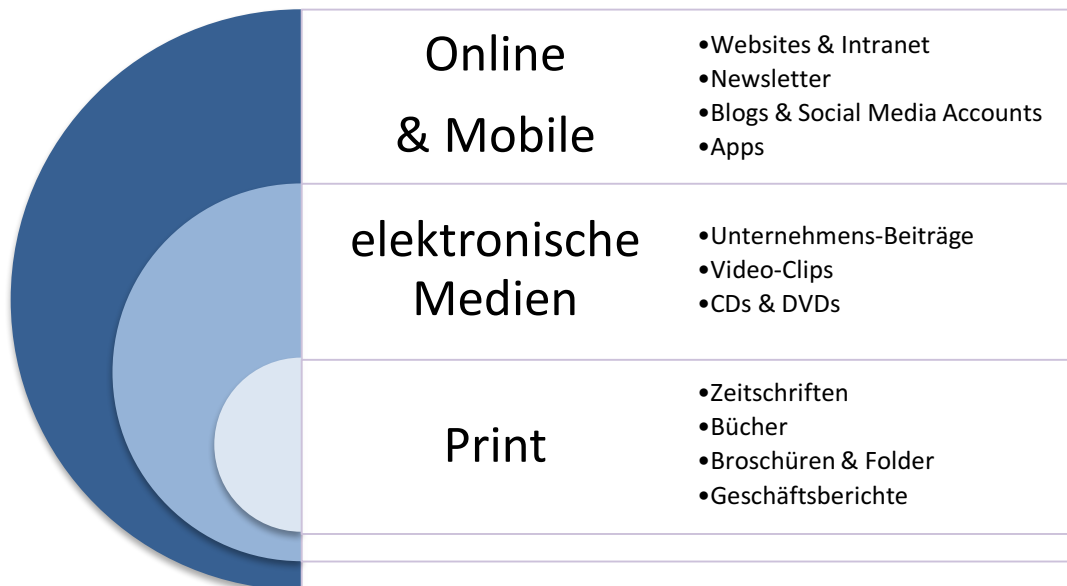 Online
& Mobile
•Websites & Intranet
•Newsletter
•Blogs & Social Media Accounts
•Apps
elektronische
Medien
•Unternehmens-Beiträge
•Video-Clips
•CDs & DVDs
Print
•Zeitschriften
•Bücher
•Broschüren & Folder
•Geschäftsberichte